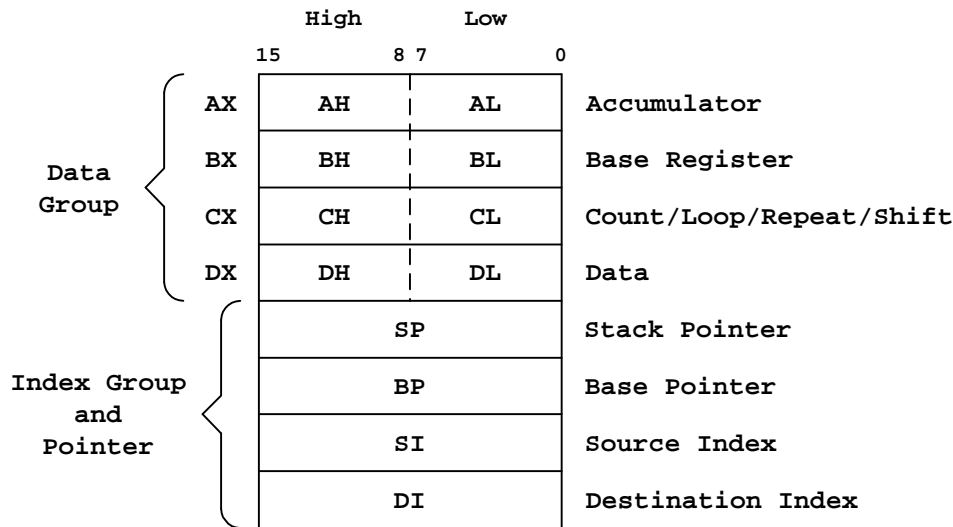 High Low
15 8 7 0
AX AH AL Accumulator
BX BH BL Base Register
Data
Group
CX CH CL Count/Loop/Repeat/Shift
DX DH DL Data
SP Stack Pointer
Index Group
and
Pointer
BP Base Pointer
SI Source Index
DI Destination Index